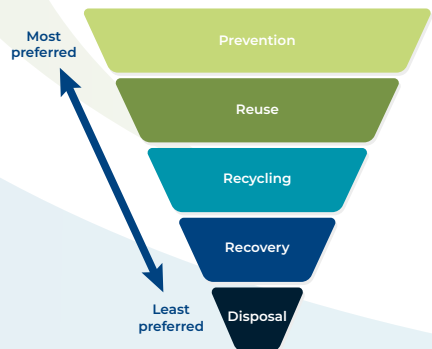 Most
preferred
Prevention
Reuse
Recycling
Recovery
Disposal
Least
preferred